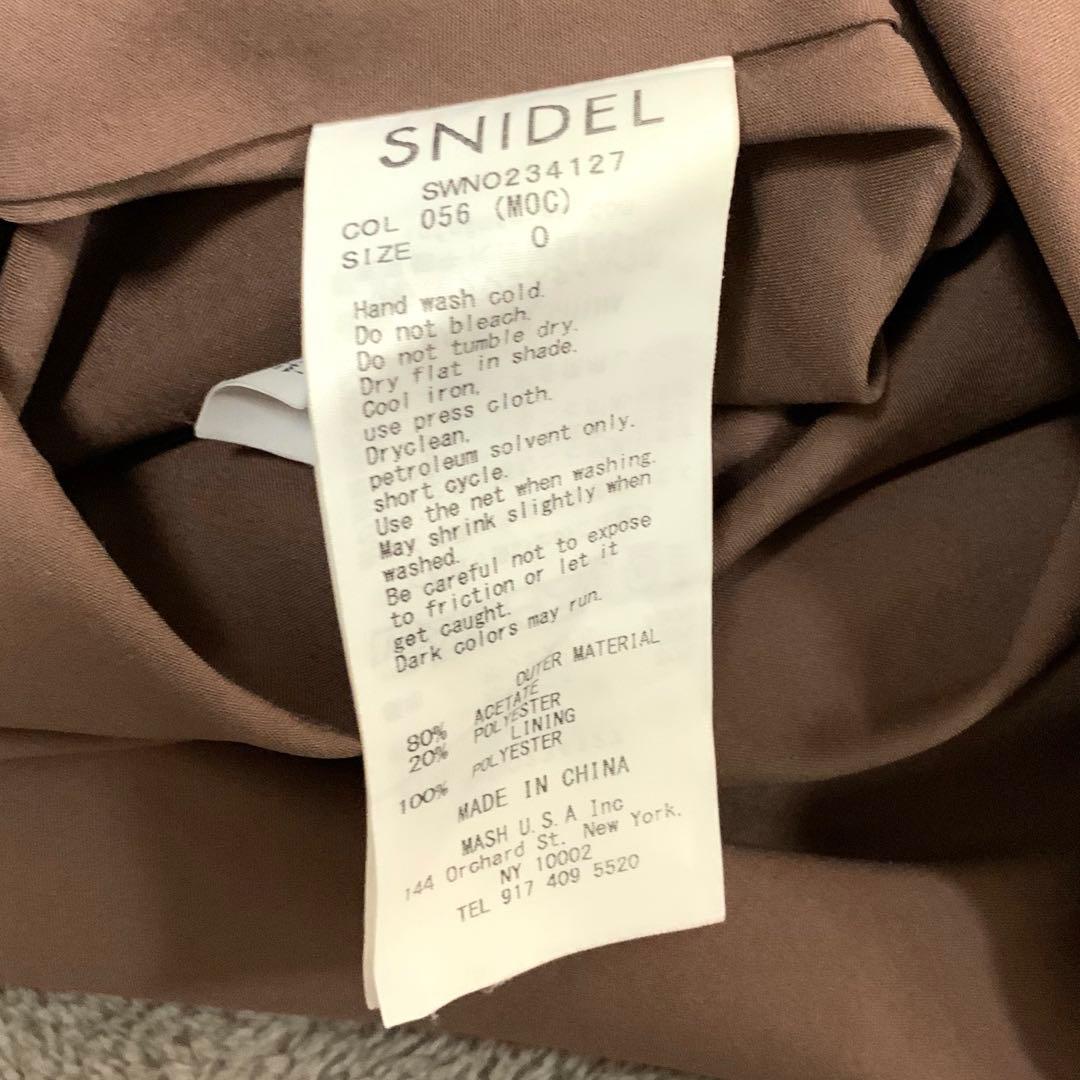 SNIDEL
SWNO234127
COL 056 (MOC)
SIZE 0
Hand wash cold.
Do not bleach.
Do not tumble dry.
Dry flat in shade.
Cool iron,
use press cloth.
Dryclean,
petroleum solvent only.
short cycle.
Use the net when washing.
May shrink slightly when
washed.
Be careful not to expose
to friction or let it
get caught.
Dark colors may run.
OUTER MATERIAL
80% ACETATE
20% POLYESTER
LINING
100% POLYESTER
MADE IN CHINA
MASH U.S.A Inc
144 Orchard St. New York.
NY 10002
TEL 917 409 5520